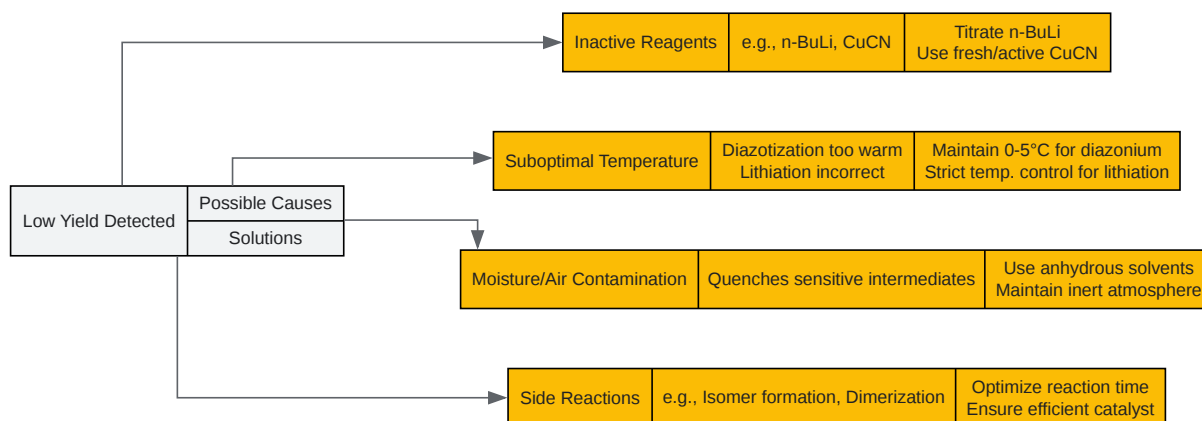 Inactive Reagents
e.g., n-BuLi, CuCN
Titrate n-BuLi
Use fresh/active CuCN
Suboptimal Temperature
Diazotization too warm
Lithiation incorrect
Maintain 0-5°C for diazonium
Strict temp. control for lithiation
Low Yield Detected
Possible Causes
Solutions
Moisture/Air Contamination
Quenches sensitive intermediates
Use anhydrous solvents
Maintain inert atmosphere
Side Reactions
e.g., Isomer formation, Dimerization
Optimize reaction time
Ensure efficient catalyst